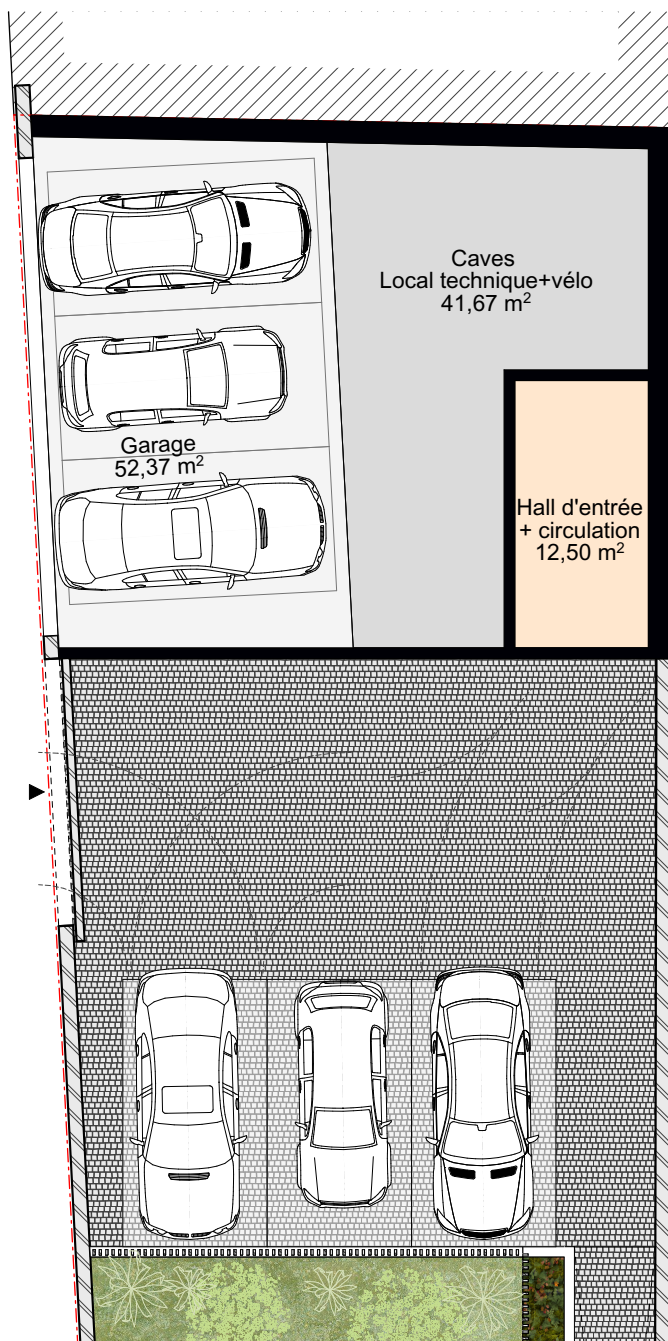 Caves
Local technique+vélo
41,67 m²
Garage
52,37 m²
Hall d'entrée
+ circulation
12,50 m²